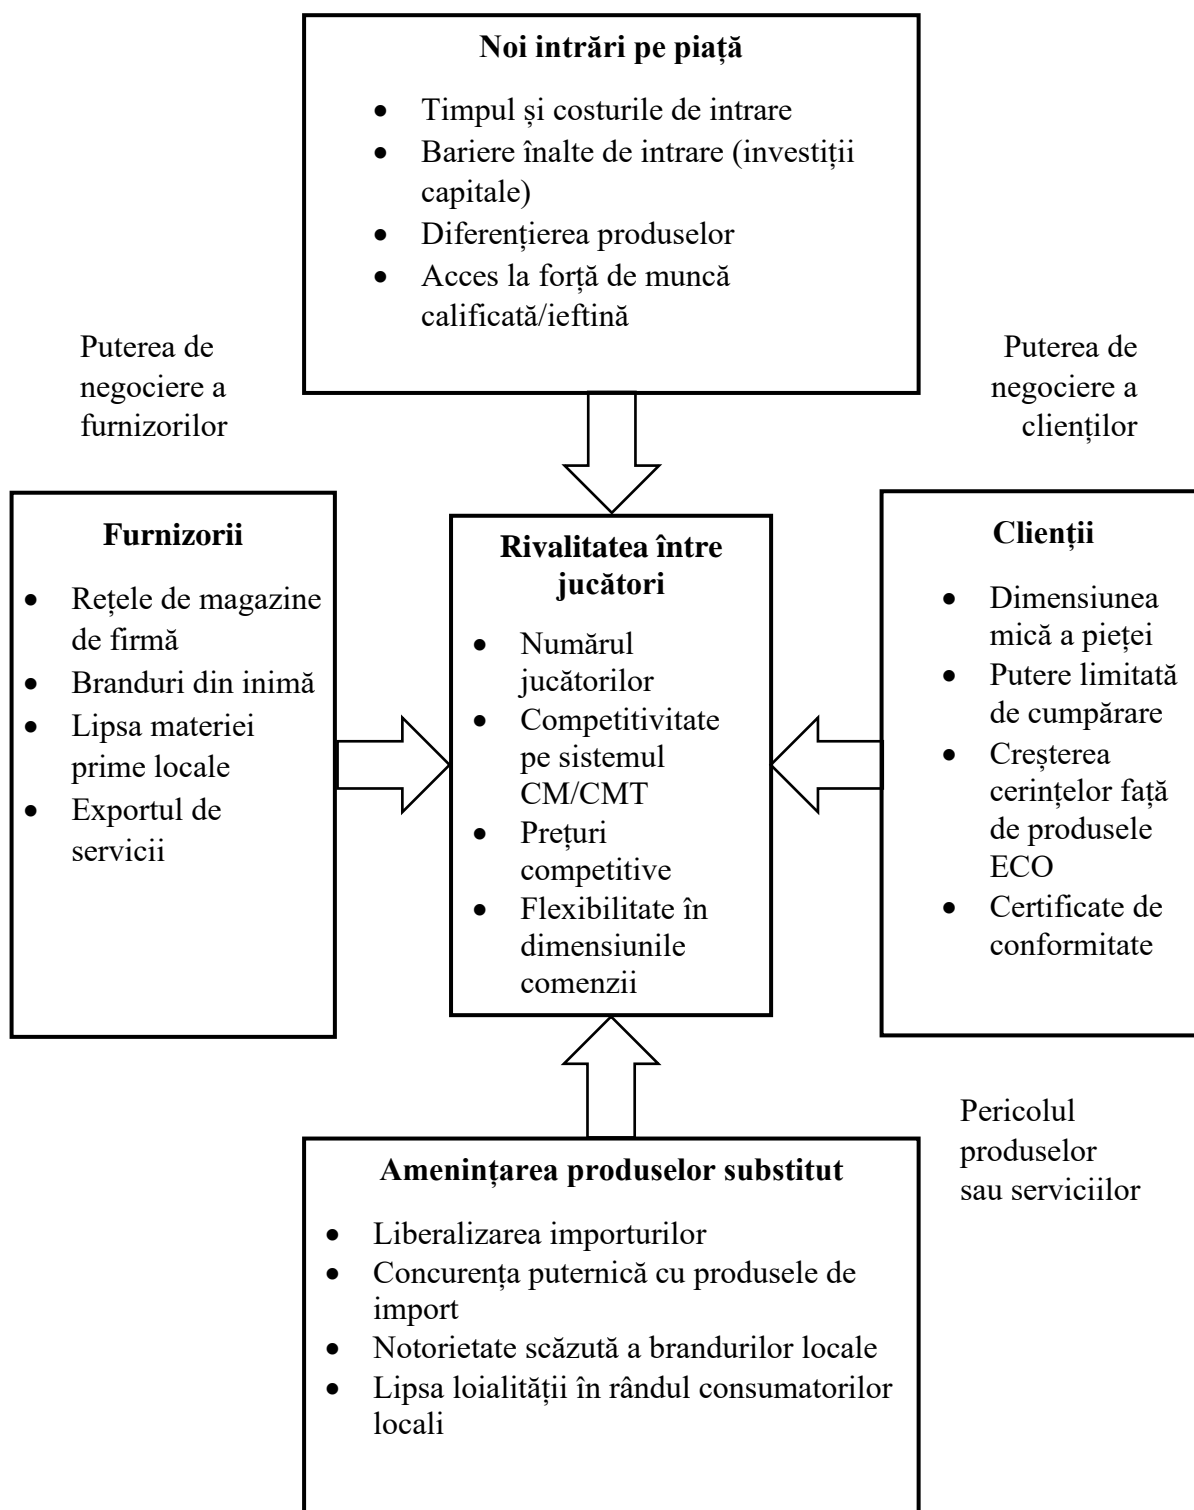 Noi intrări pe piață
• Timpul și costurile de intrare
• Bariere înalte de intrare (investiții
capitale)
• Diferențierea produselor
• Acces la forță de muncă
calificată/ieftină
Puterea de
negociere a
furnizorilor
Puterea de
negociere a
clienților
Furnizorii
• Rețele de magazine
de firmă
• Branduri din inimă
• Lipsa materiei
prime locale
• Exportul de
servicii
Rivalitatea între
jucători
• Numărul
jucătorilor
• Competitivitate
pe sistemul
CM/CMT
• Prețuri
competitive
• Flexibilitate în
dimensiunile
comenzii
Clienții
• Dimensiunea
mică a pieței
• Putere limitată
de cumpărare
• Creșterea
cerințelor față
de produsele
ECO
• Certificate de
conformitate
Pericolul
produselor
sau serviciilor
Amenințarea produselor substitut
• Liberalizarea importurilor
• Concurența puternică cu produsele de
import
• Notorietate scăzută a brandurilor locale
• Lipsa loialității în rândul consumatorilor
locali